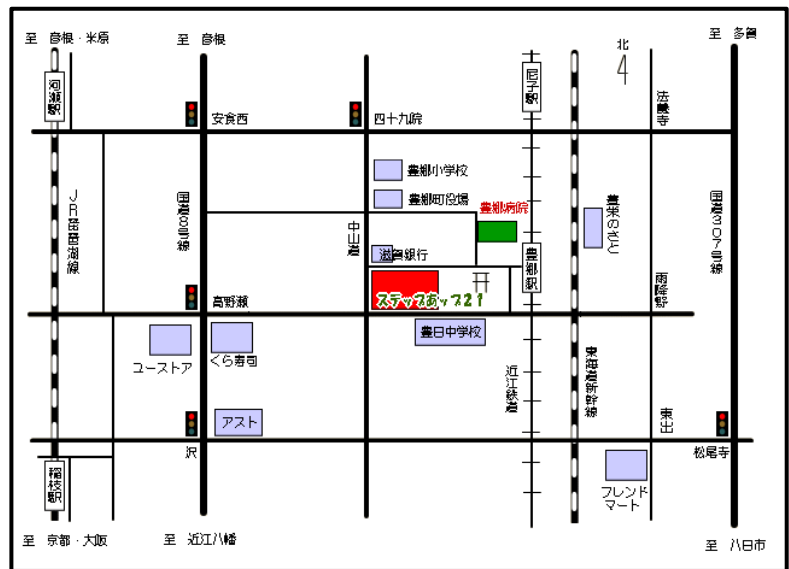 至 彦根・米原
至 彦根
至 多賀
北
河瀬駅
尼子駅
安食西
四十九院
法養寺
豊郷小学校
豊郷町役場
豊郷病院
豊栄のさと
JR琵琶湖線
国道8号線
中山道
国道307号線
滋賀銀行
豊郷駅
雨降野
ステップあップ21
高野瀬
豊日中学校
ユーストア
くら寿司
近江鉄道
東海道新幹線
アスト
東出
沢
松尾寺
稲枝駅
フレンド
マート
至 京都・大阪
至 近江八幡
至 八日市